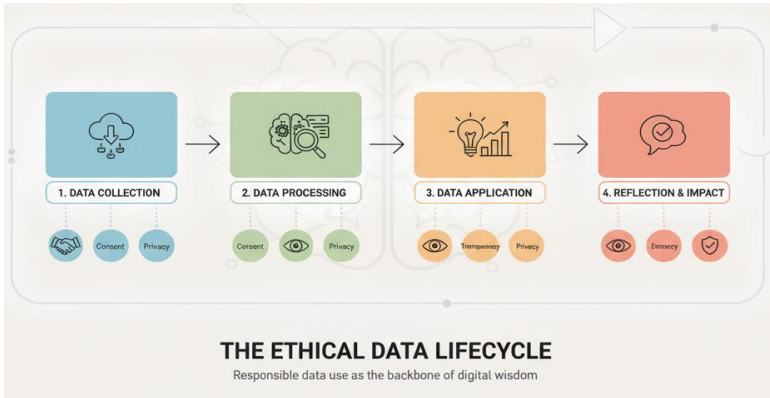 1. DATA COLLECTION
2. DATA PROCESSING
3. DATA APPLICATION
4. REFLECTION & IMPACT
Consent
Privacy
Consent
Privacy
Transparency
Privacy
THE ETHICAL DATA LIFECYCLE
Responsible data use as the backbone of digital wisdom